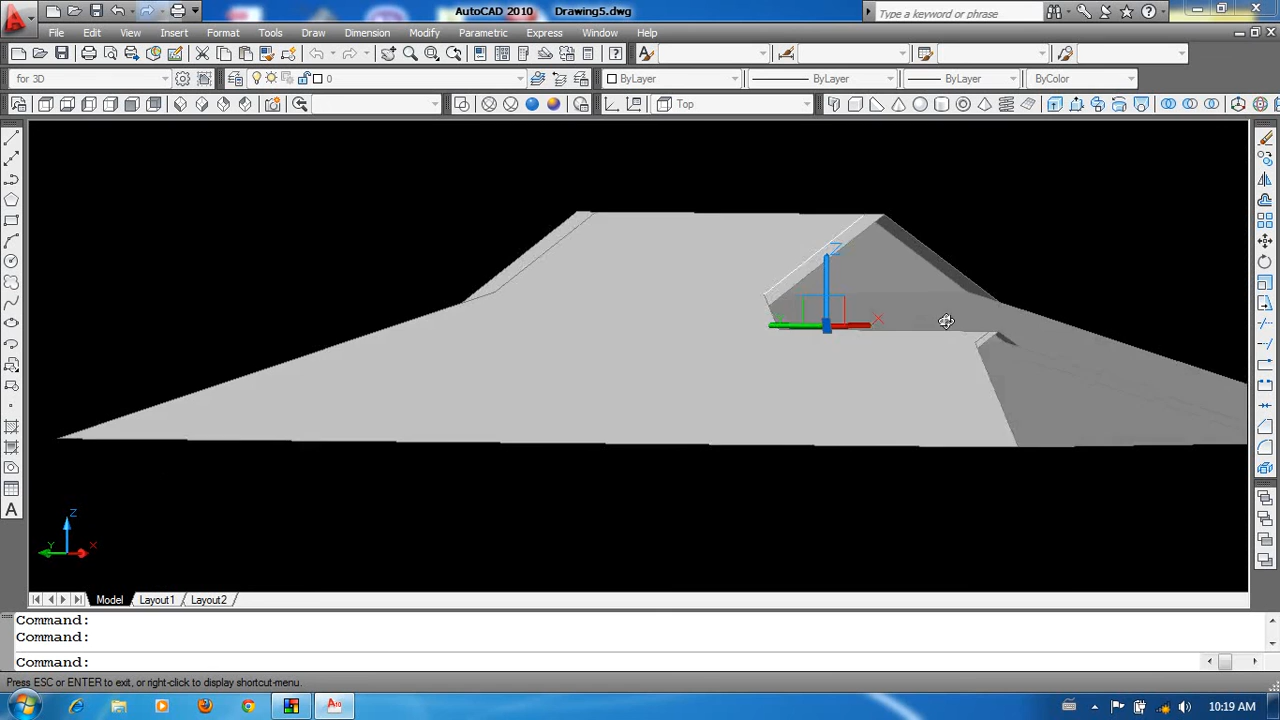 AutoCAD 2010 Drawing5.dwg
Type a keyword or phrase
File Edit View Insert Format Tools Draw Dimension Modify Parametric Express Window Help
for 3D 0 ByLayer ByLayer ByLayer ByColor
Top
Z
X
Z
Y X
Model Layout1 Layout2
Command:
Command:
Command:
Press ESC or ENTER to exit, or right-click to display shortcut-menu.
10:19 AM